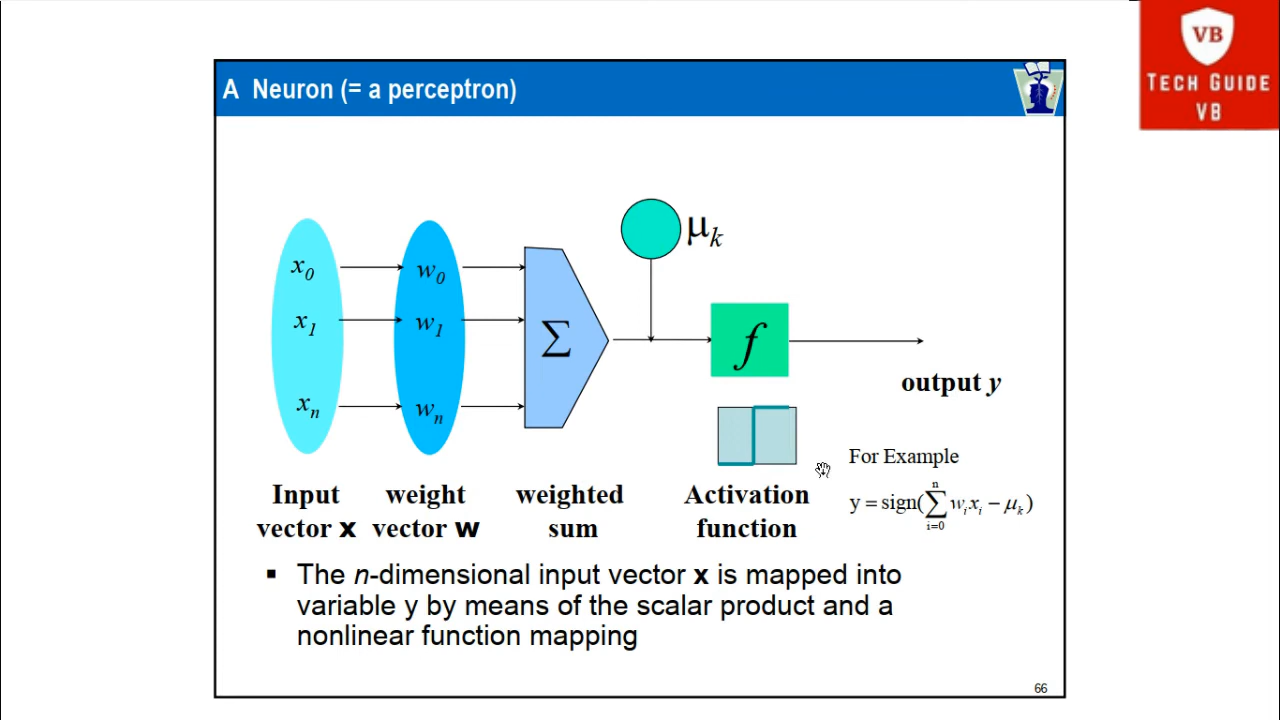 VB
TECH GUIDE
VB
A Neuron (= a perceptron)
μk
x0
w0
x1
w1
∑
f
xn
wn
output y
For Example
y = sign(∑ wi xi − μk)
n
i=0
Input
vector x
weight
vector w
weighted
sum
Activation
function
▪ The n-dimensional input vector x is mapped into
variable y by means of the scalar product and a
nonlinear function mapping
66